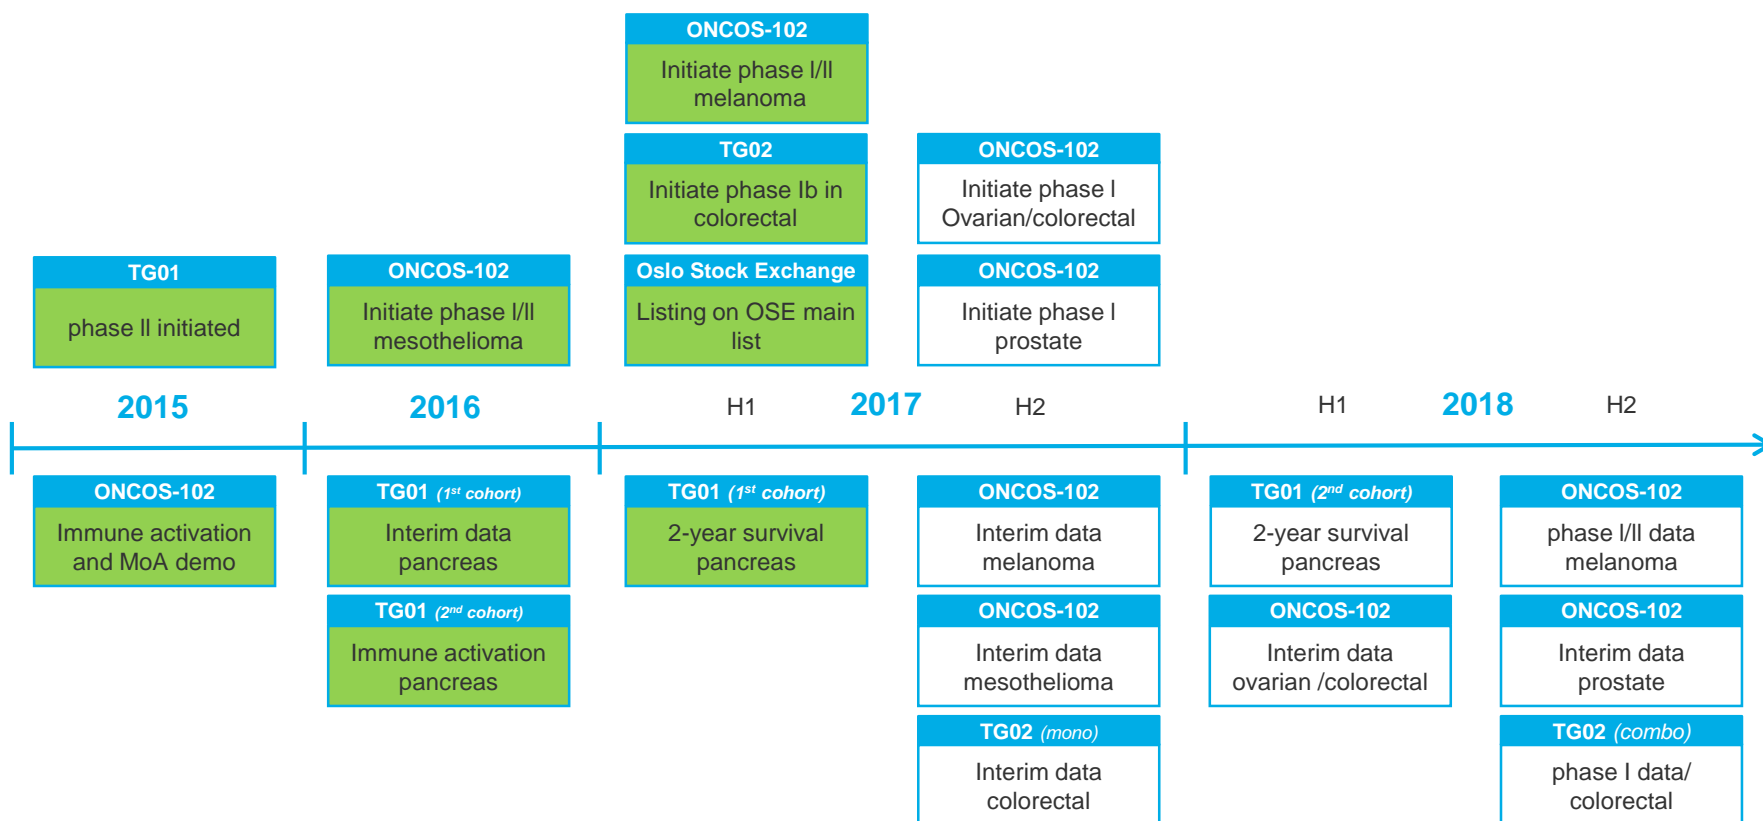 ONCOS-102
Initiate phase I/II
melanoma
TG02
Initiate phase Ib in
colorectal
ONCOS-102
Initiate phase I
Ovarian/colorectal
TG01
phase II initiated
ONCOS-102
Initiate phase I/II
mesothelioma
Oslo Stock Exchange
Listing on OSE main
list
ONCOS-102
Initiate phase I
prostate
2015
2016
H1
2017
H2
H1
2018
H2
ONCOS-102
Immune activation
and MoA demo
TG01 (1st cohort)
Interim data
pancreas
TG01 (1st cohort)
2-year survival
pancreas
ONCOS-102
Interim data
melanoma
TG01 (2nd cohort)
2-year survival
pancreas
ONCOS-102
phase I/II data
melanoma
TG01 (2nd cohort)
Immune activation
pancreas
ONCOS-102
Interim data
mesothelioma
ONCOS-102
Interim data
ovarian /colorectal
ONCOS-102
Interim data
prostate
TG02 (mono)
Interim data
colorectal
TG02 (combo)
phase I data/
colorectal